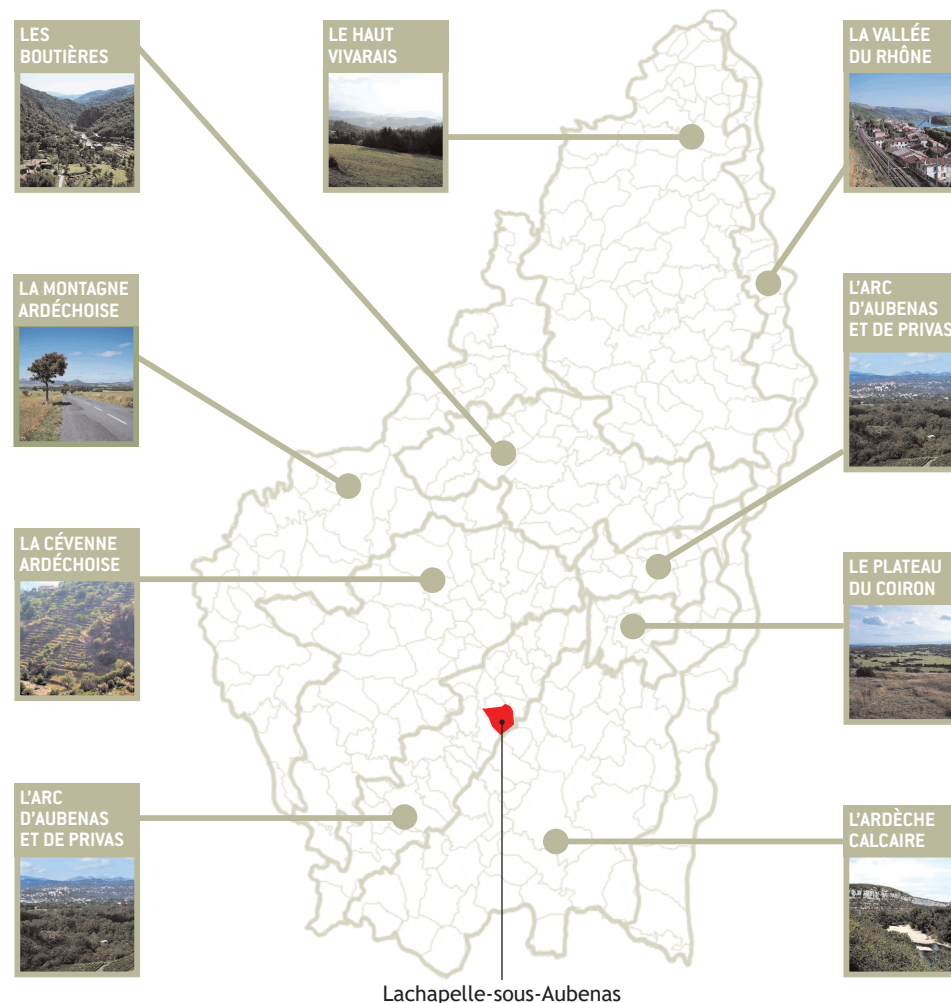 LES
BOUTIÈRES
LE HAUT
VIVARAIS
LA VALLÉE
DU RHÔNE
LA MONTAGNE
ARDÉCHOISE
L'ARC
D'AUBENAS
ET DE PRIVAS
LA CÉVENNE
ARDÉCHOISE
LE PLATEAU
DU COIRON
L'ARC
D'AUBENAS
ET DE PRIVAS
L'ARDÈCHE
CALCAIRE
Lachapelle-sous-Aubenas